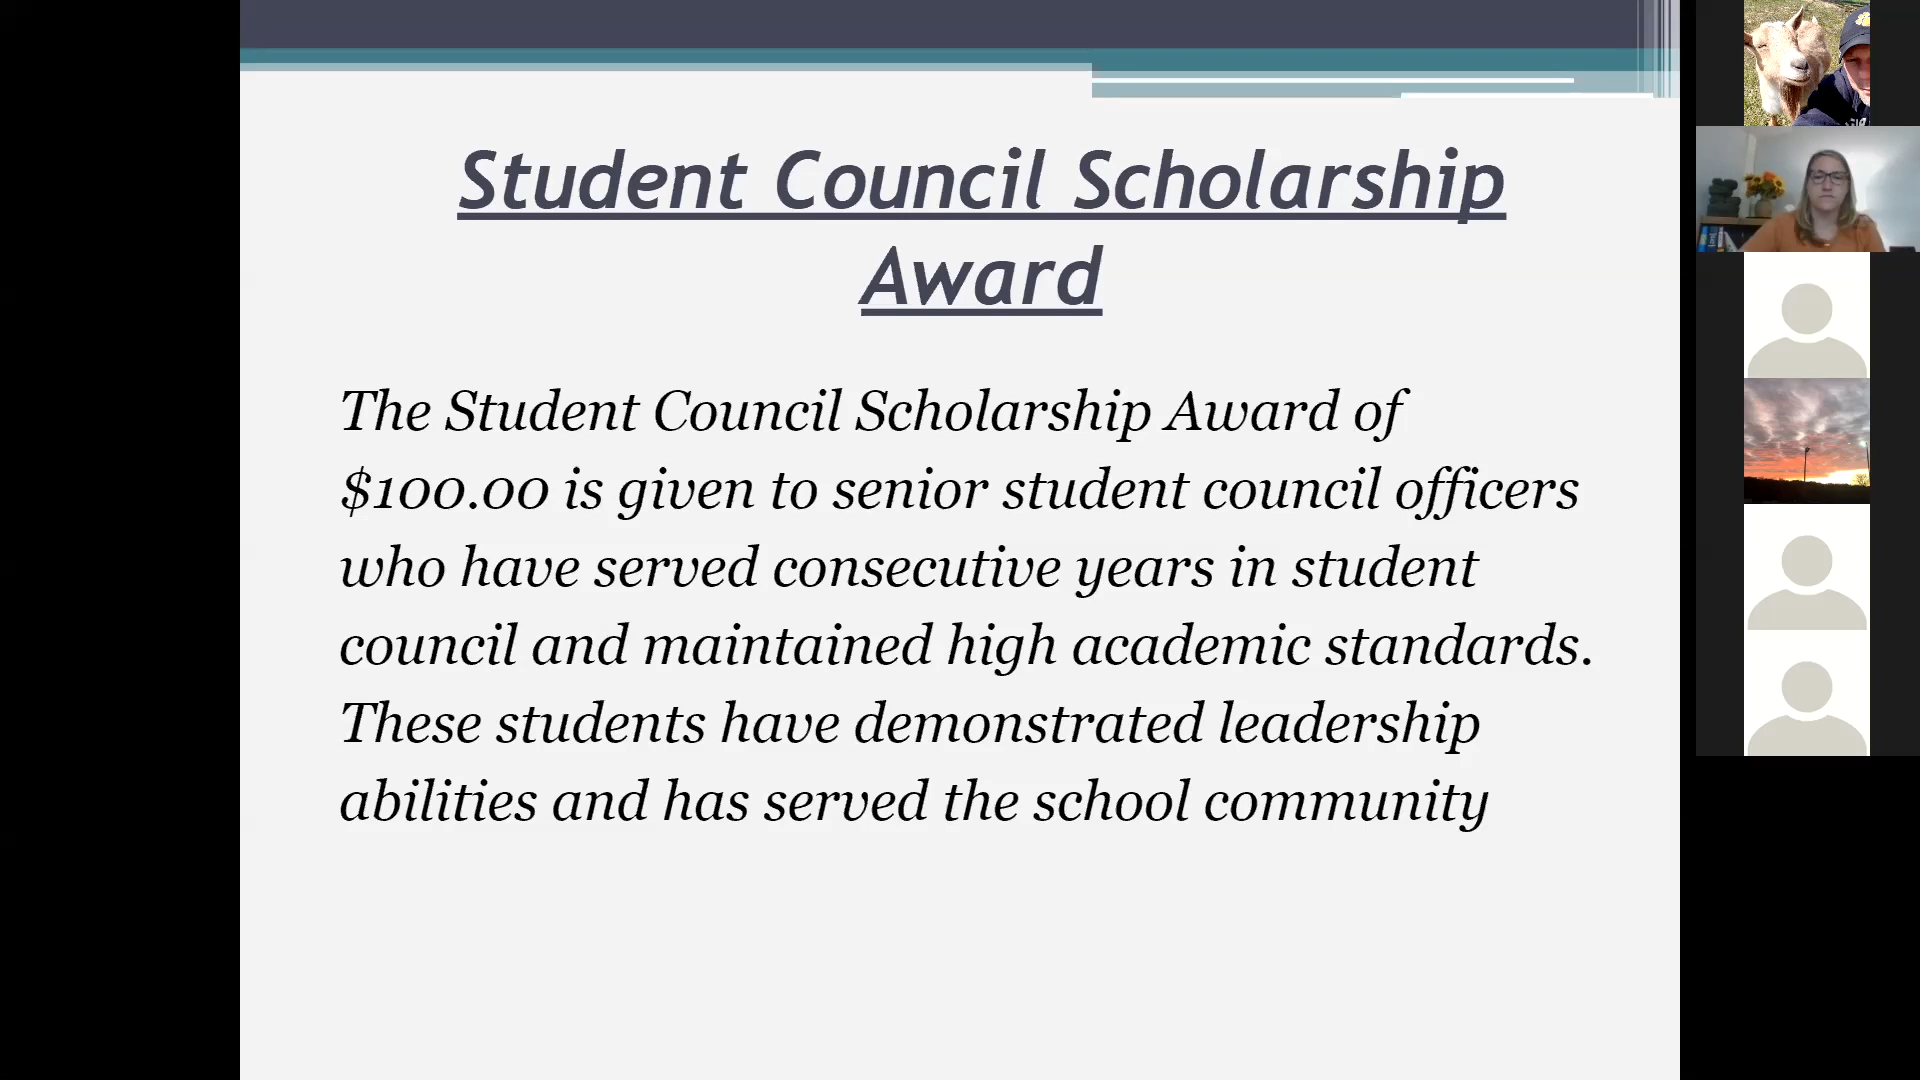 Student Council Scholarship
Award
The Student Council Scholarship Award of
$100.00 is given to senior student council officers
who have served consecutive years in student
council and maintained high academic standards.
These students have demonstrated leadership
abilities and has served the school community